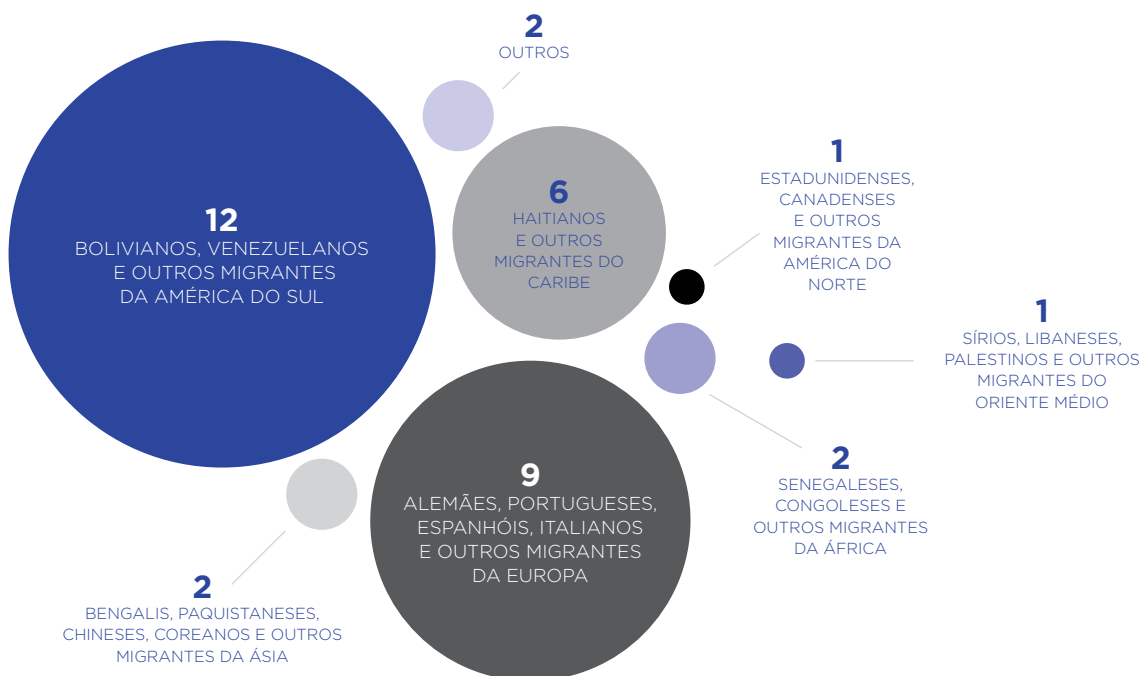 2
OUTROS
12
BOLIVIANOS, VENEZUELANOS
E OUTROS MIGRANTES
DA AMÉRICA DO SUL
6
HAITIANOS
E OUTROS
MIGRANTES DO
CARIBE
1
ESTADUNIDENSES,
CANADENSES
E OUTROS
MIGRANTES DA
AMÉRICA DO
NORTE
1
SÍRIOS, LIBANESES,
PALESTINOS E OUTROS
MIGRANTES DO
ORIENTE MÉDIO
9
ALEMÃES, PORTUGUESES,
ESPANHÓIS, ITALIANOS
E OUTROS MIGRANTES
DA EUROPA
2
SENEGALESES,
CONGOLESES E
OUTROS MIGRANTES
DA ÁFRICA
2
BENGALIS, PAQUISTANESES,
CHINESES, COREANOS E OUTROS
MIGRANTES DA ÁSIA